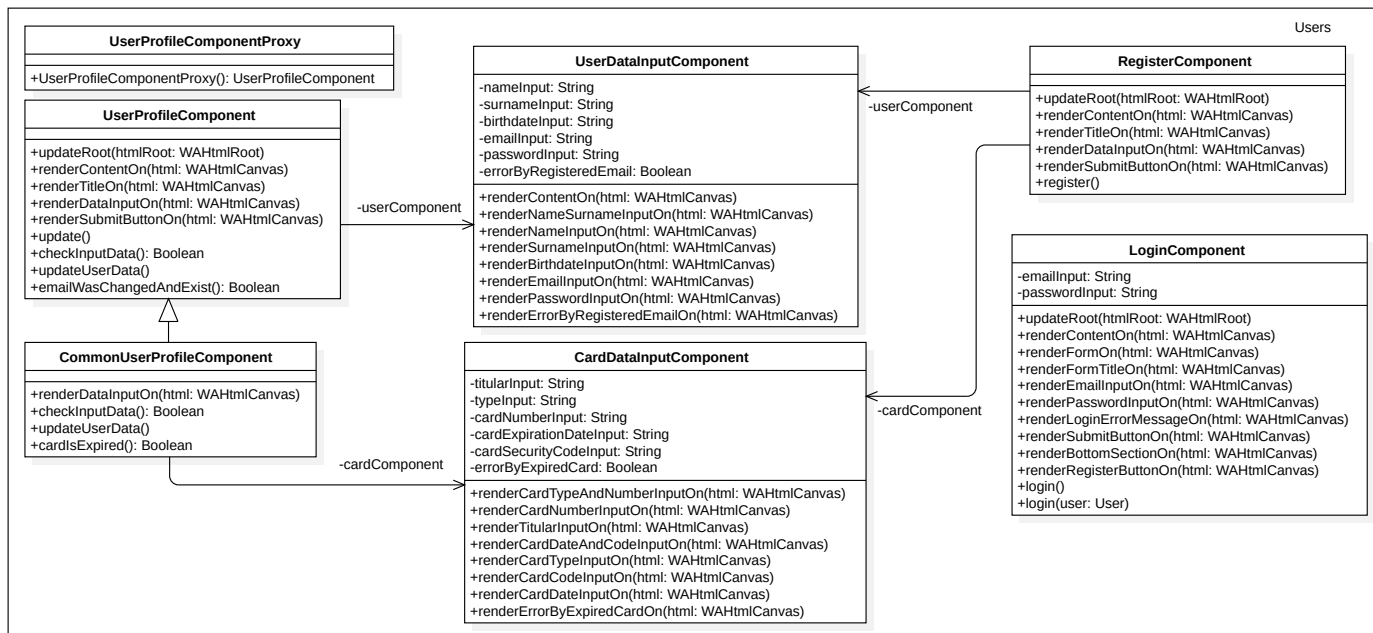 Users
UserProfileComponentProxy
+UserProfileComponentProxy(): UserProfileComponent
UserProfileComponent
+updateRoot(htmlRoot: WAHtmlRoot)
+renderContentOn(html: WAHtmlCanvas)
+renderTitleOn(html: WAHtmlCanvas)
+renderDataInputOn(html: WAHtmlCanvas)
+renderSubmitButtonOn(html: WAHtmlCanvas)
+update()
+checkInputData(): Boolean
+updateUserData()
+emailWasChangedAndExist(): Boolean
CommonUserProfileComponent
+renderDataInputOn(html: WAHtmlCanvas)
+checkInputData(): Boolean
+updateUserData()
+cardIsExpired(): Boolean
-userComponent
-cardComponent
UserDataInputComponent
-nameInput: String
-surnameInput: String
-birthdateInput: String
-emailInput: String
-passwordInput: String
-errorByRegisteredEmail: Boolean
+renderContentOn(html: WAHtmlCanvas)
+renderNameSurnameInputOn(html: WAHtmlCanvas)
+renderNameInputOn(html: WAHtmlCanvas)
+renderSurnameInputOn(html: WAHtmlCanvas)
+renderBirthdateInputOn(html: WAHtmlCanvas)
+renderEmailInputOn(html: WAHtmlCanvas)
+renderPasswordInputOn(html: WAHtmlCanvas)
+renderErrorByRegisteredEmailOn(html: WAHtmlCanvas)
CardDataInputComponent
-titularInput: String
-typeInput: String
-cardNumberInput: String
-cardExpirationDateInput: String
-cardSecurityCodeInput: String
-errorByExpiredCard: Boolean
+renderCardTypeAndNumberInputOn(html: WAHtmlCanvas)
+renderCardNumberInputOn(html: WAHtmlCanvas)
+renderTitularInputOn(html: WAHtmlCanvas)
+renderCardDateAndCodeInputOn(html: WAHtmlCanvas)
+renderCardTypeInputOn(html: WAHtmlCanvas)
+renderCardCodeInputOn(html: WAHtmlCanvas)
+renderCardDateInputOn(html: WAHtmlCanvas)
+renderErrorByExpiredCardOn(html: WAHtmlCanvas)
-userComponent
-cardComponent
RegisterComponent
+updateRoot(htmlRoot: WAHtmlRoot)
+renderContentOn(html: WAHtmlCanvas)
+renderTitleOn(html: WAHtmlCanvas)
+renderDataInputOn(html: WAHtmlCanvas)
+renderSubmitButtonOn(html: WAHtmlCanvas)
+register()
LoginComponent
-emailInput: String
-passwordInput: String
+updateRoot(htmlRoot: WAHtmlRoot)
+renderContentOn(html: WAHtmlCanvas)
+renderFormOn(html: WAHtmlCanvas)
+renderFormTitleOn(html: WAHtmlCanvas)
+renderEmailInputOn(html: WAHtmlCanvas)
+renderPasswordInputOn(html: WAHtmlCanvas)
+renderLoginErrorMessageOn(html: WAHtmlCanvas)
+renderSubmitButtonOn(html: WAHtmlCanvas)
+renderBottomSectionOn(html: WAHtmlCanvas)
+renderRegisterButtonOn(html: WAHtmlCanvas)
+login()
+login(user: User)